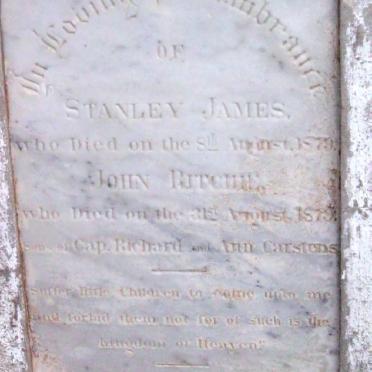 In Loving Remembrance
OF
STANLEY JAMES,
who Died on the 8th August, 1879,
JOHN RITCHIE,
who Died on the 31st August, 1879,
Sons of Cap. Richard and Ann Carstens
Suffer little Children to come unto me
and forbid them not for of such is the
kingdom of Heaven."